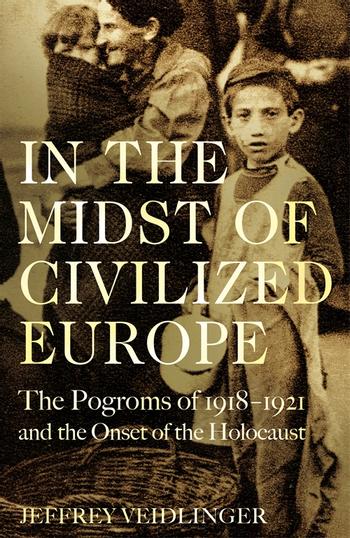 IN THE
MIDST OF
CIVILIZED
EUROPE
The Pogroms of 1918–1921
and the Onset of the Holocaust
JEFFREY VEIDLINGER